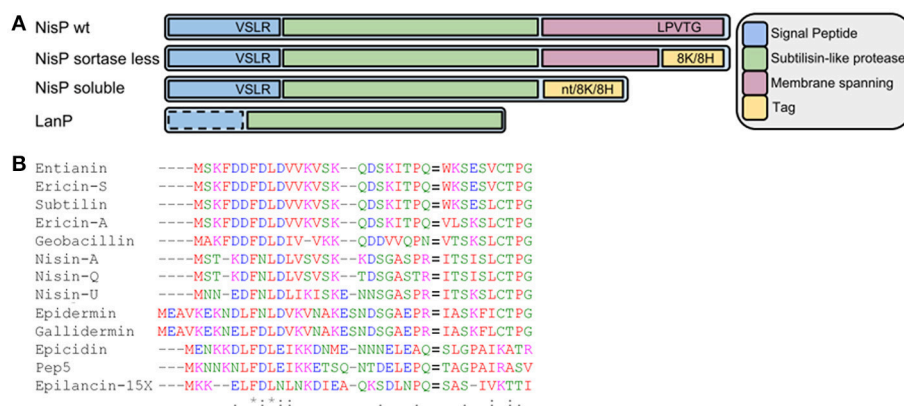 A
NisP wt VSLR LPVTG
NisP sortase less VSLR 8K/8H
NisP soluble VSLR nt/8K/8H
LanP
Signal Peptide
Subtilisin-like protease
Membrane spanning
Tag
B
Entianin ----MSKFDDFDLDVVKVSK--QDSKITPQ=WKSESVCTPG
Ericin-S ----MSKFDDFDLDVVKVSK--QDSKITPQ=WKSESVCTPG
Subtilin ----MSKFDDFDLDVVKVSK--QDSKITPQ=WKSESLCTPG
Ericin-A ----MSKFDDFDLDVVKVSK--QDSKITPQ=VLSKSLCTPG
Geobacillin ----MAKFDDFDLDIV-VKK--QDDVVQPN=VTSKSLCTPG
Nisin-A ----MST-KDFNLDLVSVSK--KDSGASPR=ITSISLCTPG
Nisin-Q ----MST-KDFNLDLVSVSK--TDSGASTR=ITSISLCTPG
Nisin-U ----MNN-EDFNLDLIKISKE-NNSGASPR=ITSKSLCTPG
Epidermin MEAVKEKNDLFNLDVKVNAKESNDSGAEPR=IASKFICTPG
Gallidermin MEAVKEKNELFDLDVKVNAKESNDSGAEPR=IASKFLCTPG
Epicidin ---MENKKDLFDLEIKKDNME-NNNELEAQ=SLGPAIKATR
Pep5 ---MKNNKNLFDLEIKKETSQ-NTDELEPQ=TAGPAIRASV
Epilancin-15X ---MKK--ELFDLNLNKDIEA-QKSDLNPQ=SAS-IVKTTI